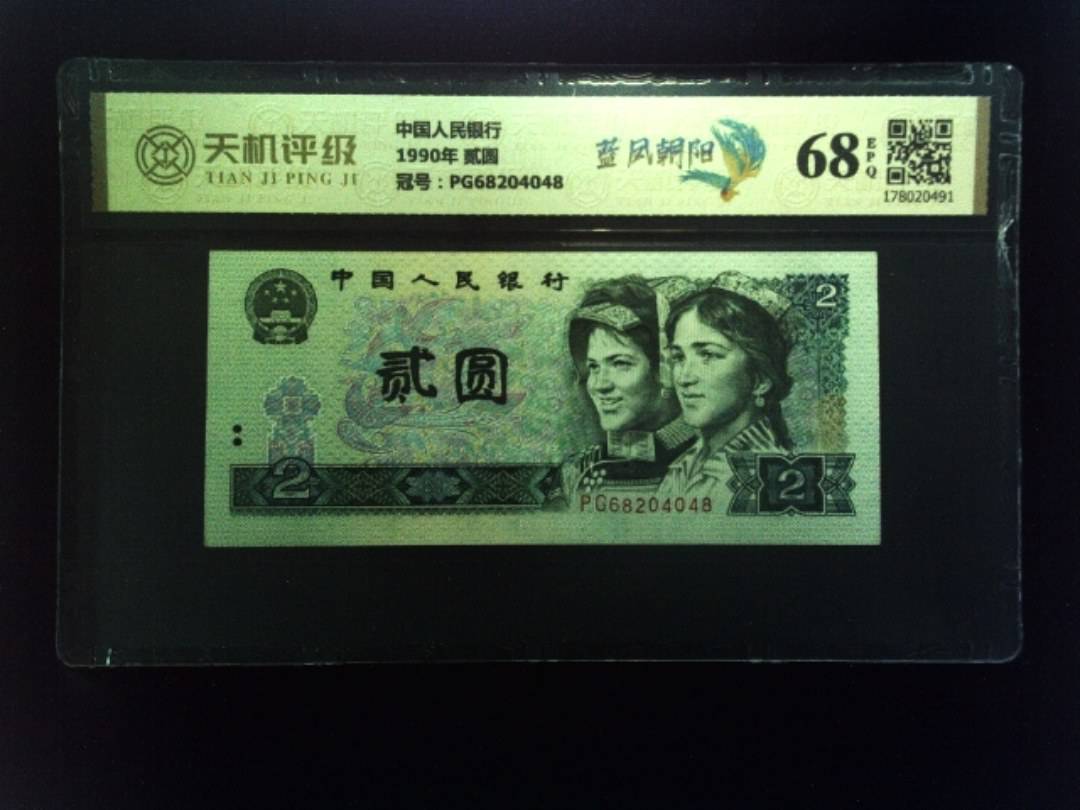 天机评级
TIAN JI PING JI
中国人民银行
1990年 贰圆
冠号：PG68204048
蓝凤朝阳
68
EPQ
178020491
中国人民银行
2
贰圆
2
PG68204048
2